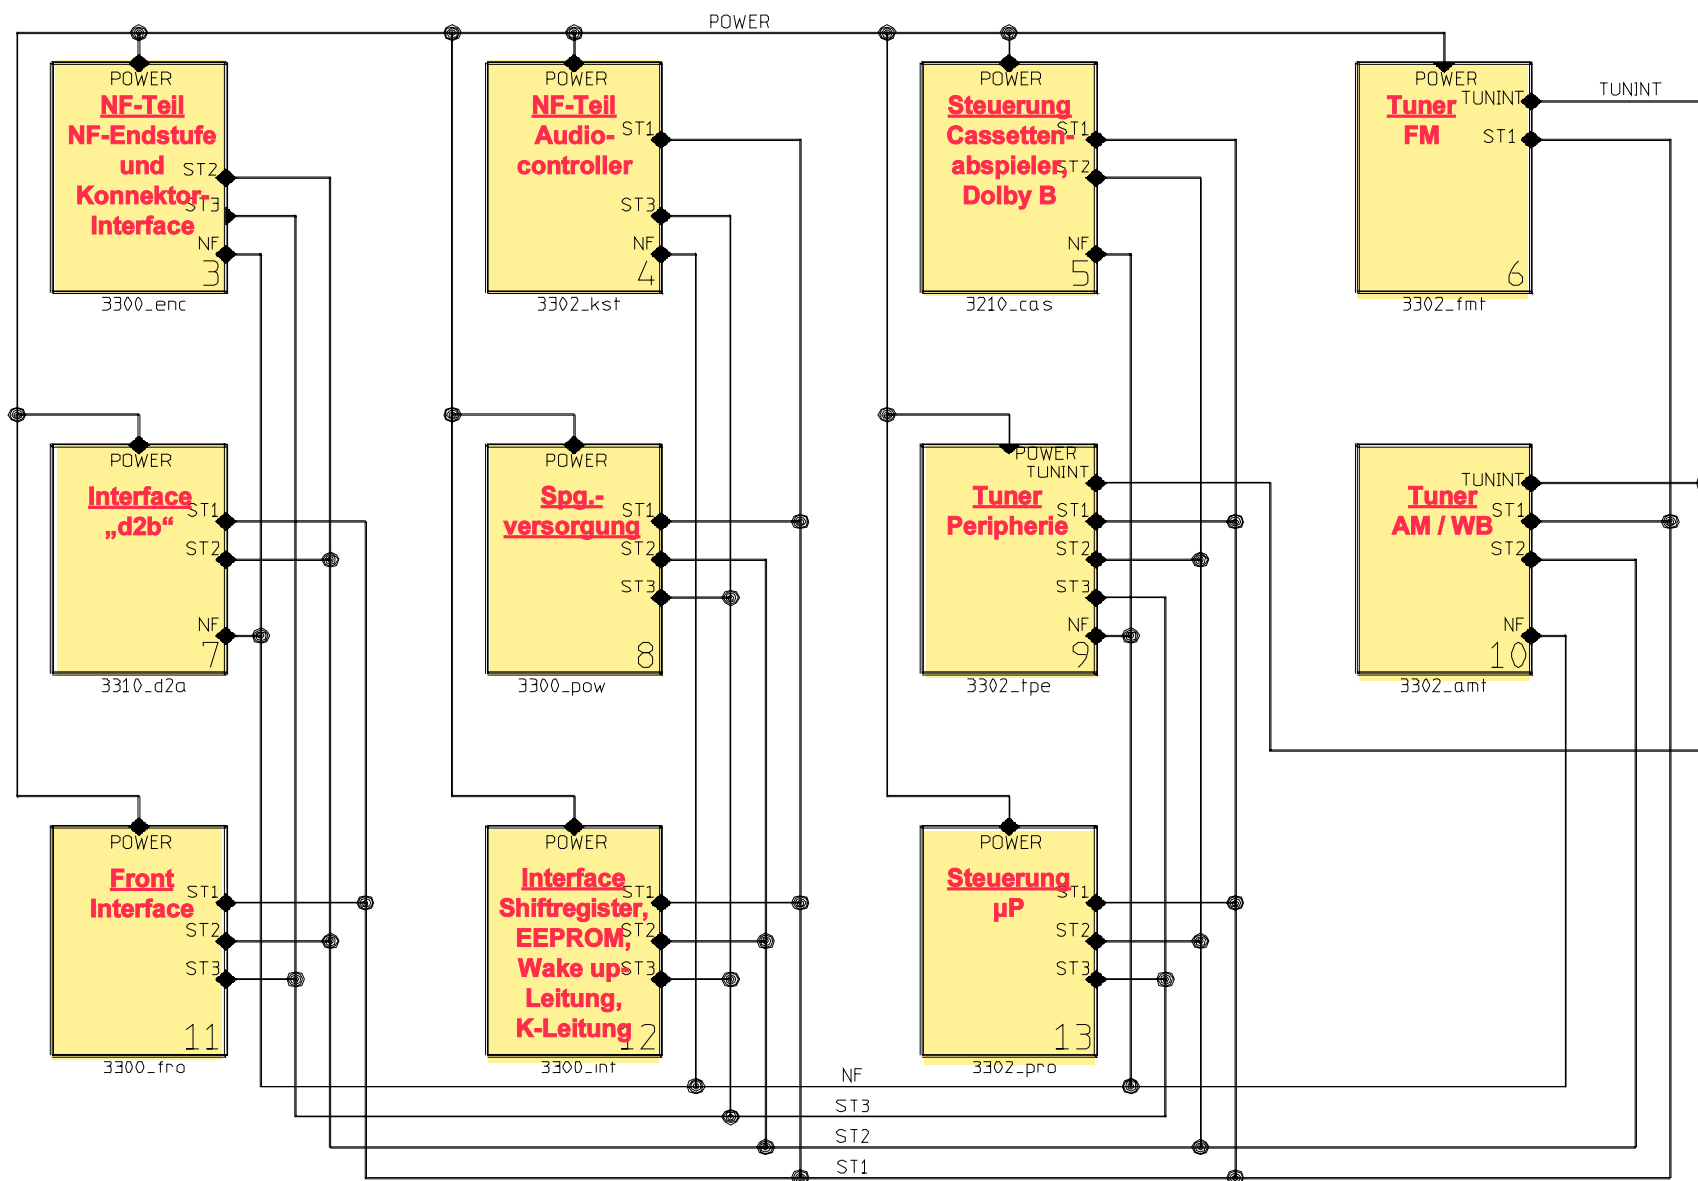 POWER
POWER
NF-Teil
NF-Endstufe
und
Konnektor-
Interface
ST2
ST3
NF
3
3300_enc
POWER
NF-Teil
Audio-
controller
ST1
ST3
NF
4
3302_kst
POWER
Steuerung
Cassetten-
abspieler,
Dolby B
ST1
ST2
NF
5
3210_cas
POWER
Tuner
FM
TUNINT
ST1
6
3302_fmt
TUNINT
POWER
Interface
„d2b“
ST1
ST2
NF
7
3310_d2a
POWER
Spg.-
versorgung
ST1
ST2
ST3
8
3300_pow
POWER
TUNINT
Tuner
Peripherie
ST1
ST2
ST3
NF
9
3302_tpe
TUNINT
Tuner
AM / WB
ST1
ST2
NF
10
3302_amt
POWER
Front
Interface
ST1
ST2
ST3
11
3300_fro
POWER
Interface
Shiftregister,
EEPROM,
Wake up-
Leitung,
K-Leitung
ST1
ST2
ST3
12
3300_int
POWER
Steuerung
µP
ST1
ST2
ST3
13
3302_pro
NF
ST3
ST2
ST1